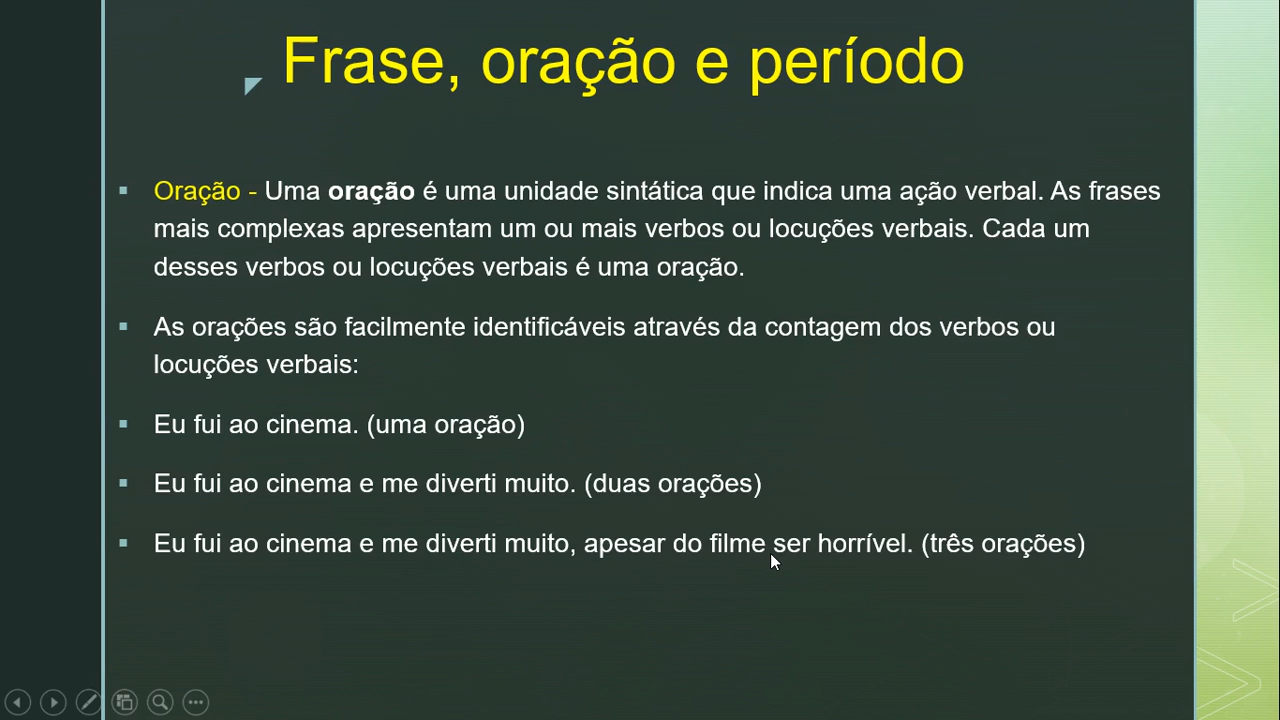 Frase, oração e período
Oração - Uma oração é uma unidade sintática que indica uma ação verbal. As frases
mais complexas apresentam um ou mais verbos ou locuções verbais. Cada um
desses verbos ou locuções verbais é uma oração.
As orações são facilmente identificáveis através da contagem dos verbos ou
locuções verbais:
Eu fui ao cinema. (uma oração)
Eu fui ao cinema e me diverti muito. (duas orações)
Eu fui ao cinema e me diverti muito, apesar do filme ser horrível. (três orações)